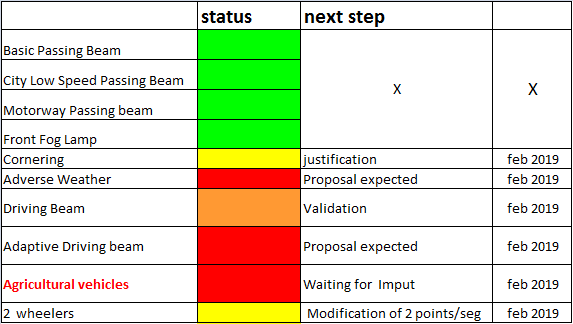 status next step
Basic Passing Beam
City Low Speed Passing Beam
X X
Motorway Passing beam
Front Fog Lamp
Cornering justification feb 2019
Adverse Weather Proposal expected feb 2019
Driving Beam Validation feb 2019
Adaptive Driving beam Proposal expected feb 2019
Agricultural vehicles Waiting for Imput feb 2019
2 wheelers Modification of 2 points/seg feb 2019